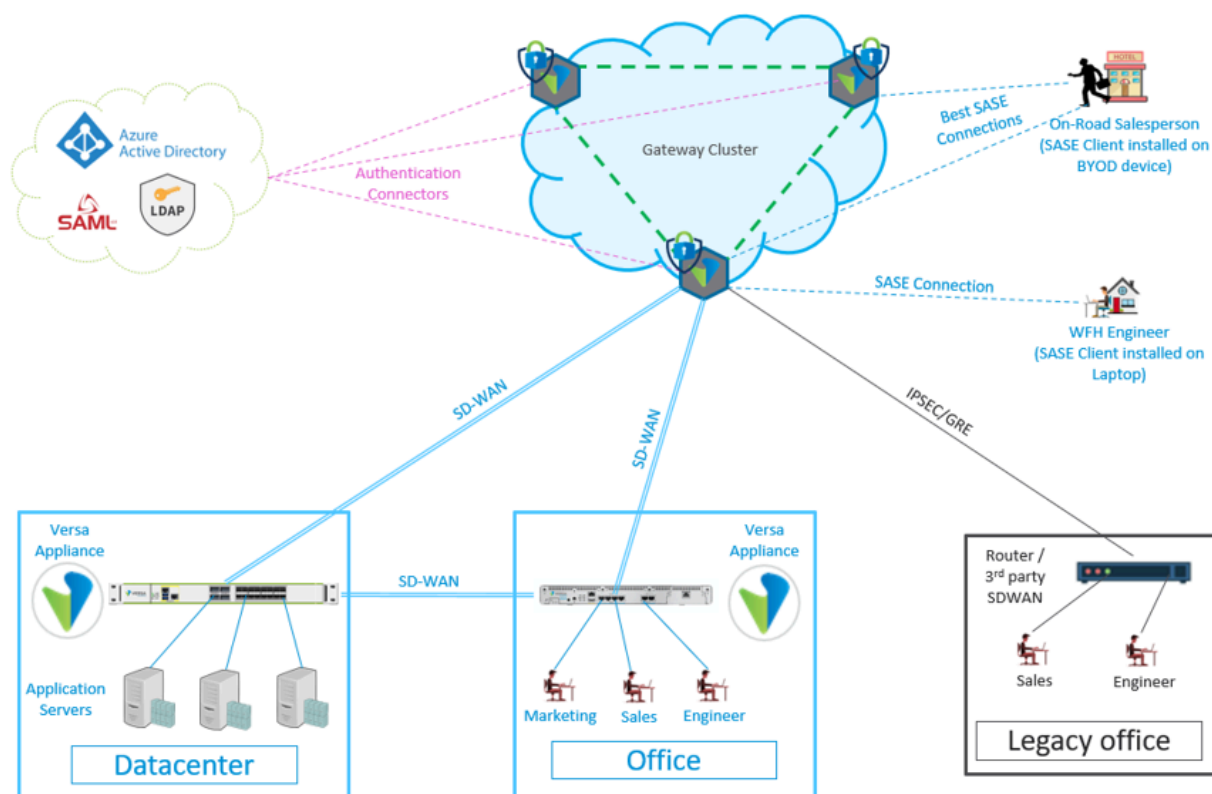 HOTEL
Azure
Active Directory
SAML
LDAP
Authentication
Connectors
Gateway Cluster
Best SASE
Connections
On-Road Salesperson
(SASE Client installed on
BYOD device)
SASE Connection
WFH Engineer
(SASE Client installed on
Laptop)
SD-WAN
SD-WAN
IPSEC/GRE
Versa
Appliance
SD-WAN
Application
Servers
Datacenter
Versa
Appliance
Marketing
Sales
Engineer
Office
Router /
3rd party
SDWAN
Sales
Engineer
Legacy office